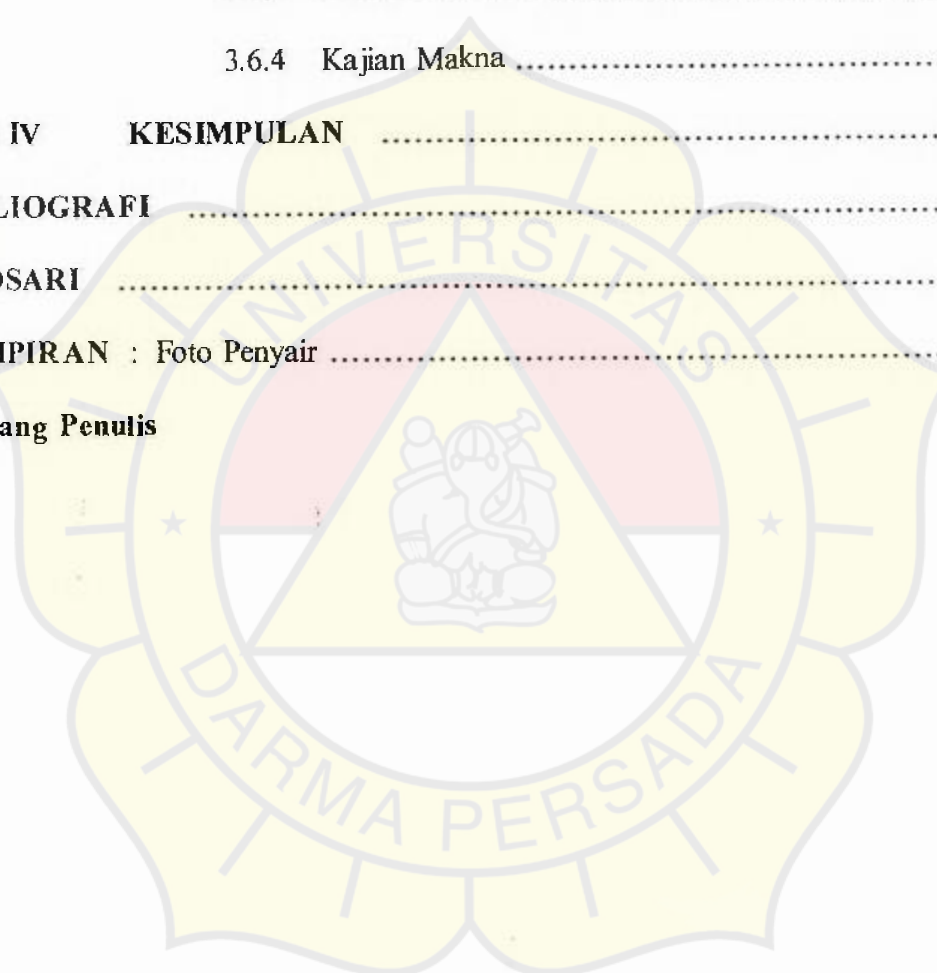 3.6.4 Kajian Makna ........................................................
IV KESIMPULAN ........................................................
LIOGRAFI ........................................................
OSARI ........................................................
IPIRAN : Foto Penyair ........................................................
ang Penulis
UNIVERSITAS
DARMA PERSADA